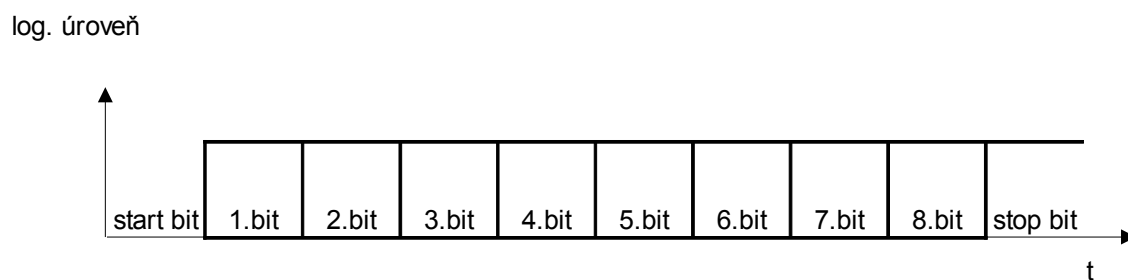 log. úroveň
start bit 1.bit 2.bit 3.bit 4.bit 5.bit 6.bit 7.bit 8.bit stop bit
t